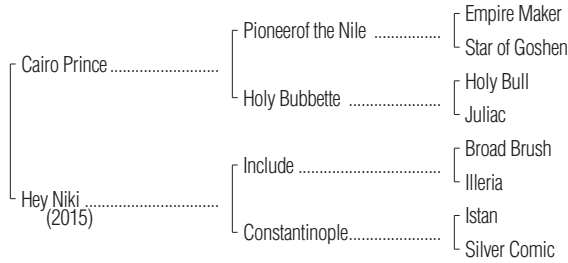 Empire Maker
Pioneerof the Nile ..................
Star of Goshen
Cairo Prince .............................
Holy Bull
Holy Bubbette .........................
Juliac
Broad Brush
Include ......................................
Illeria
Hey Niki ....................................
(2015)
Istan
Constantinople.........................
Silver Comic